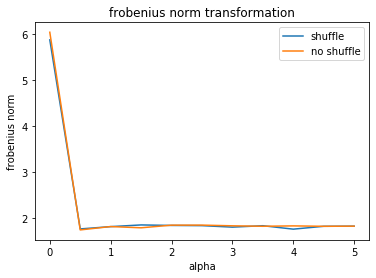 frobenius norm transformation
shuffle
no shuffle
6
5
4
3
2
frobenius norm
0
1
2
3
4
5
alpha